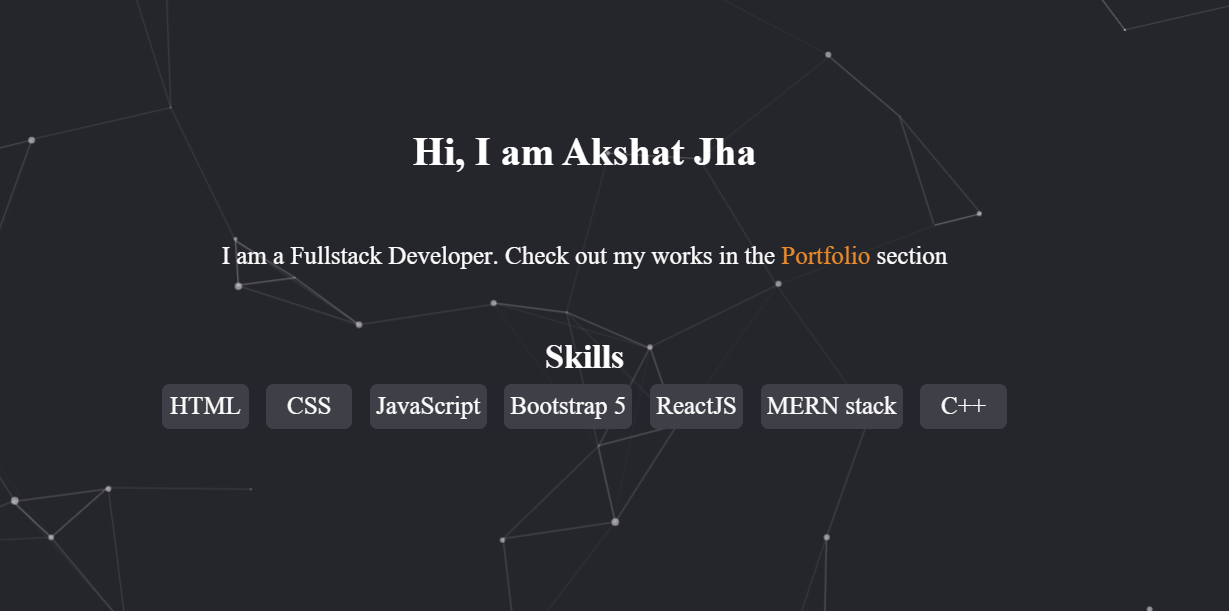 Hi, I am Akshat Jha
I am a Fullstack Developer. Check out my works in the Portfolio section
Skills
HTML CSS JavaScript Bootstrap 5 ReactJS MERN stack C++